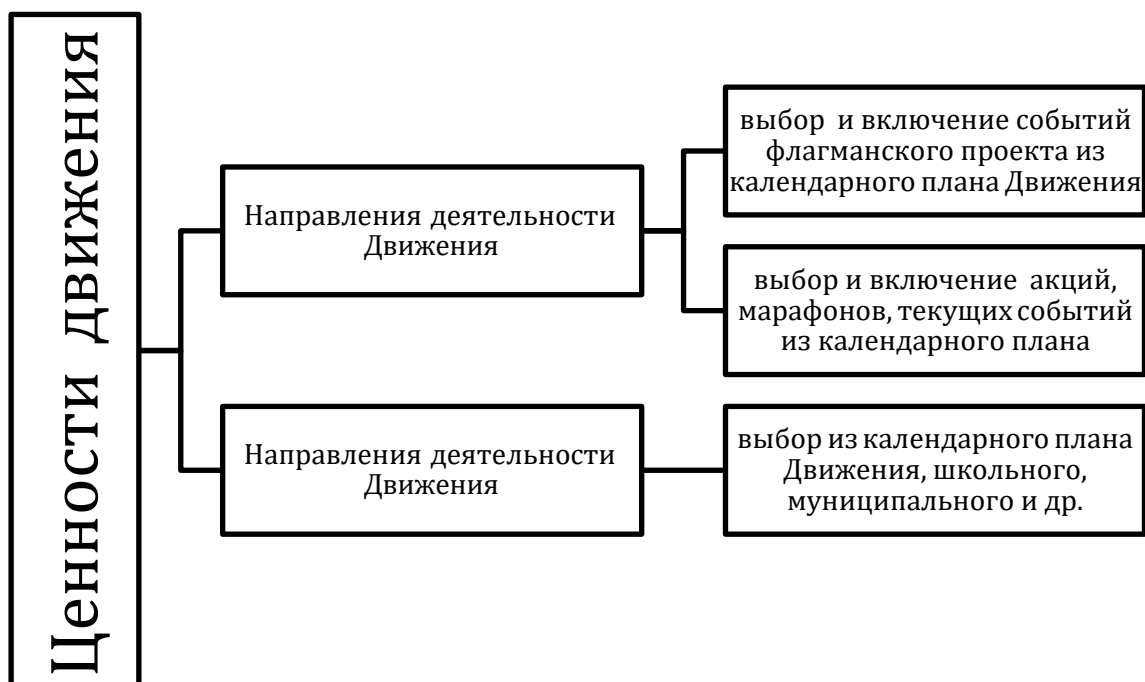 Ценности движения
Направления деятельности
Движения
выбор и включение событий
флагманского проекта из
календарного плана Движения
выбор и включение акций,
марафонов, текущих событий
из календарного плана
Направления деятельности
Движения
выбор из календарного плана
Движения, школьного,
муниципального и др.